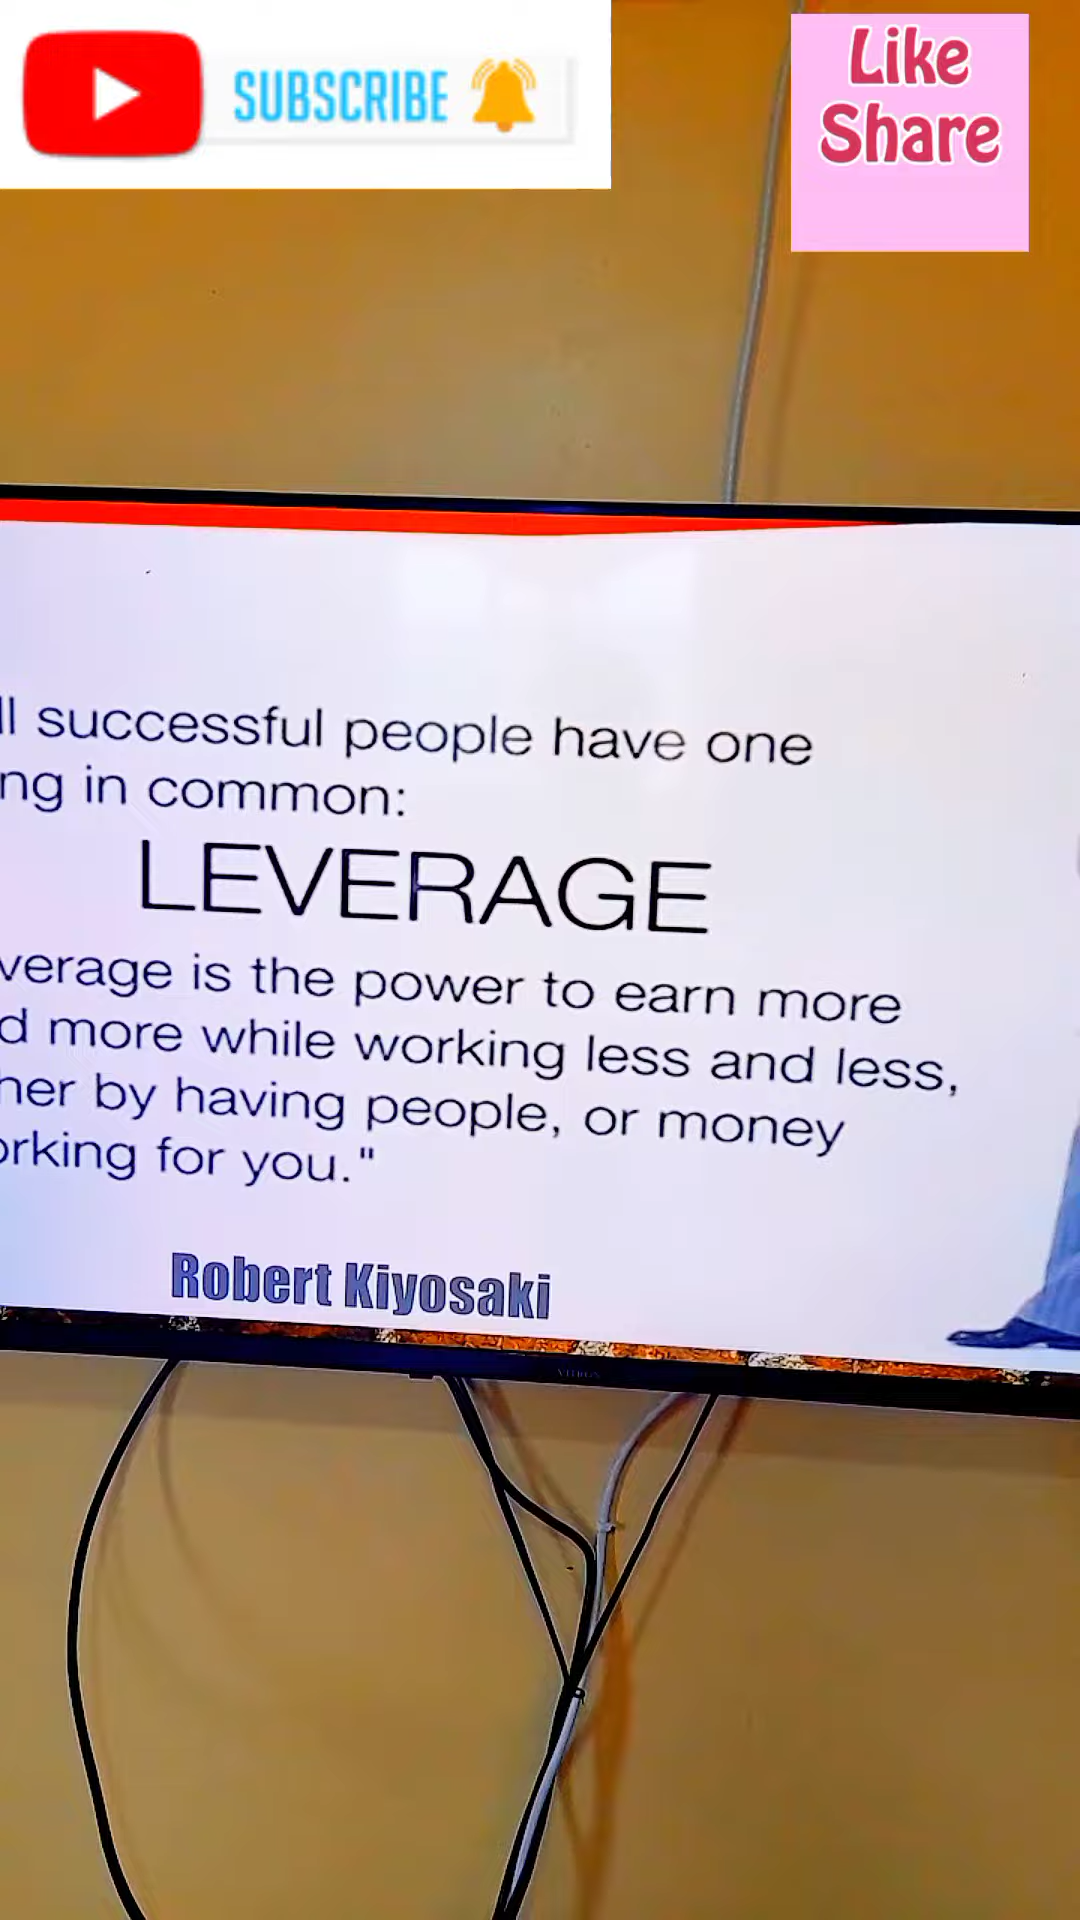 SUBSCRIBE
Like
Share
ll successful people have one
ng in common:
LEVERAGE
verage is the power to earn more
d more while working less and less,
her by having people, or money
orking for you."
Robert Kiyosaki